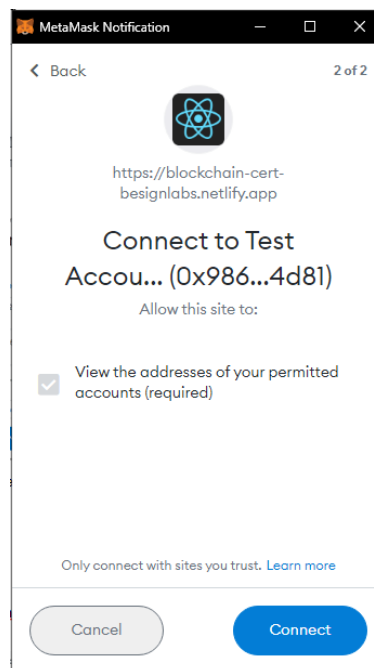 MetaMask Notification
Back
2 of 2
https://blockchain-cert-
besignlabs.netlify.app
Connect to Test
Accou... (0x986...4d81)
Allow this site to:
View the addresses of your permitted
accounts (required)
Only connect with sites you trust. Learn more
Cancel
Connect